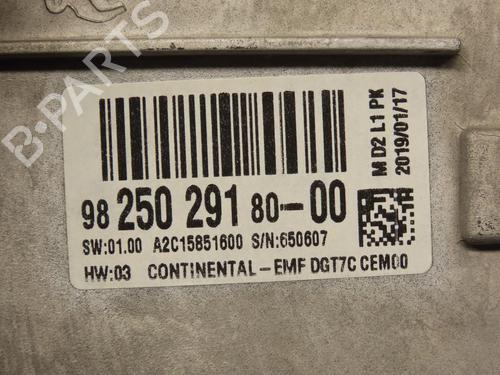 B-PARTS
M D2 L1 PK
2019/01/17
98 250 291 80-00
SW:01.00 A2C15851600 S/N:650607
HW:03 CONTINENTAL-EMF DGT7C CEM00